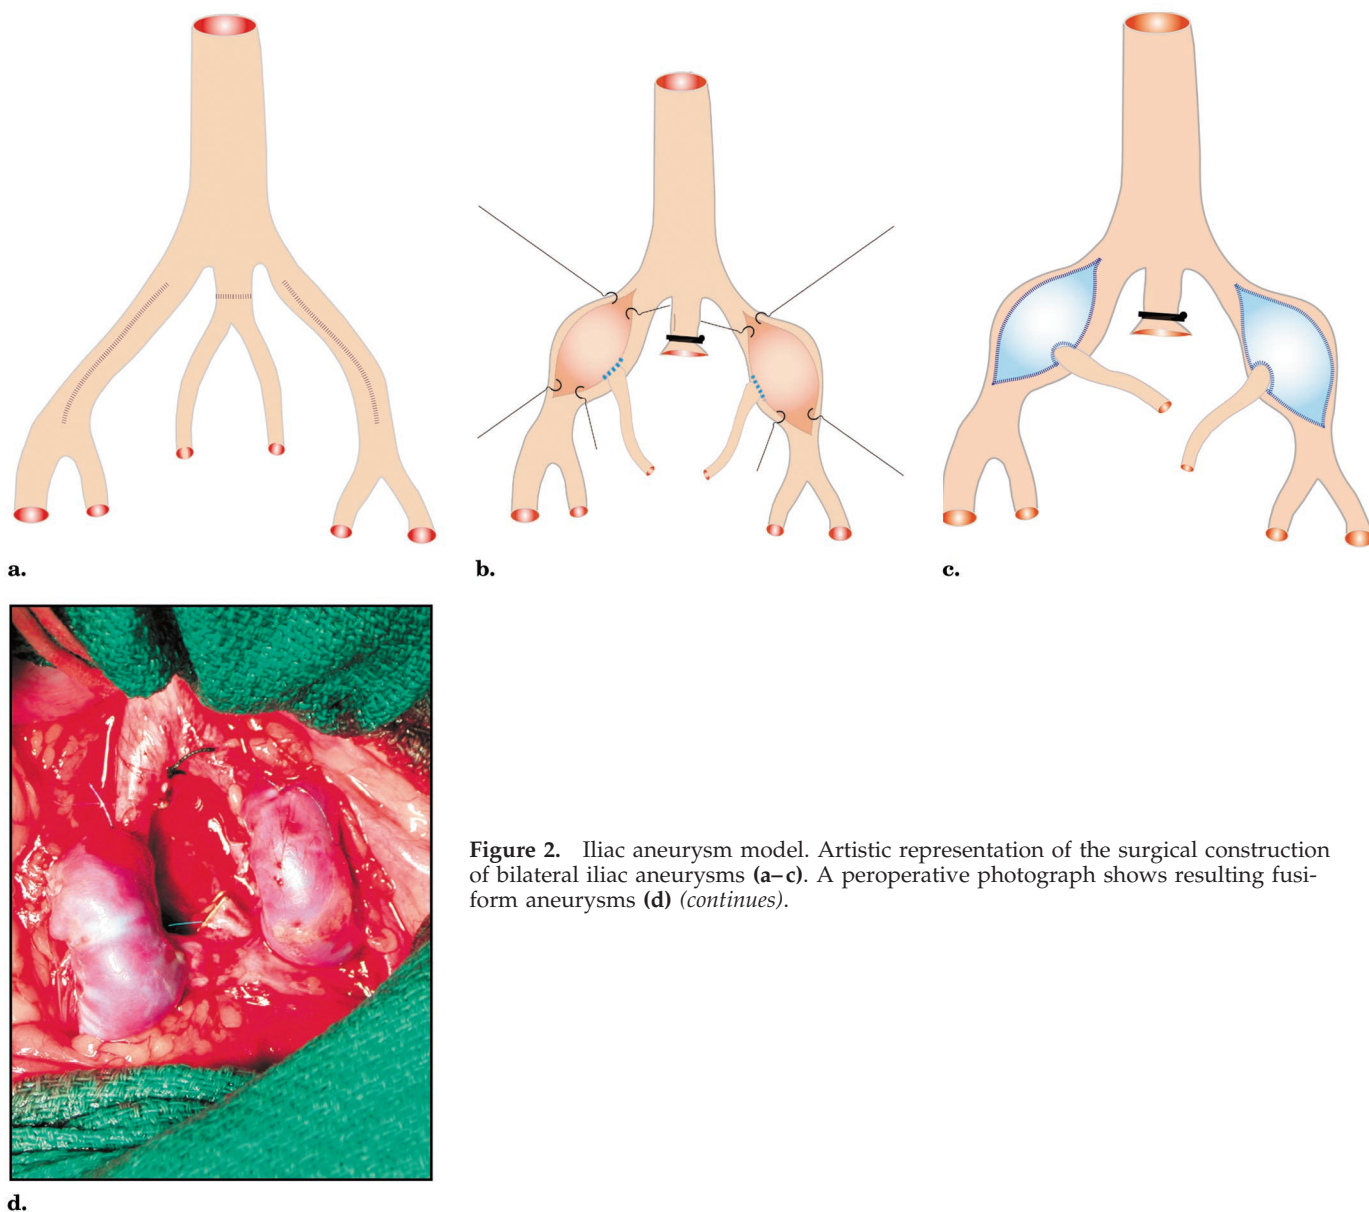 a.
b.
c.
d.
Figure 2. Iliac aneurysm model. Artistic representation of the surgical construction
of bilateral iliac aneurysms (a–c). A peroperative photograph shows resulting fusi-
form aneurysms (d) (continues).